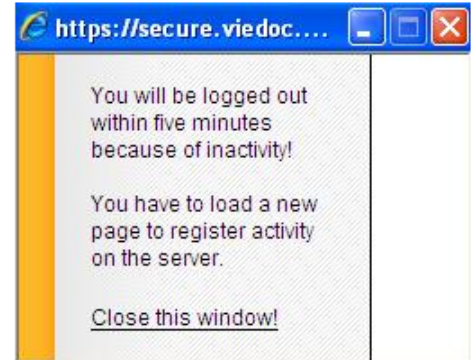 https://secure.viedoc....
You will be logged out
within five minutes
because of inactivity!
You have to load a new
page to register activity
on the server.
Close this window!